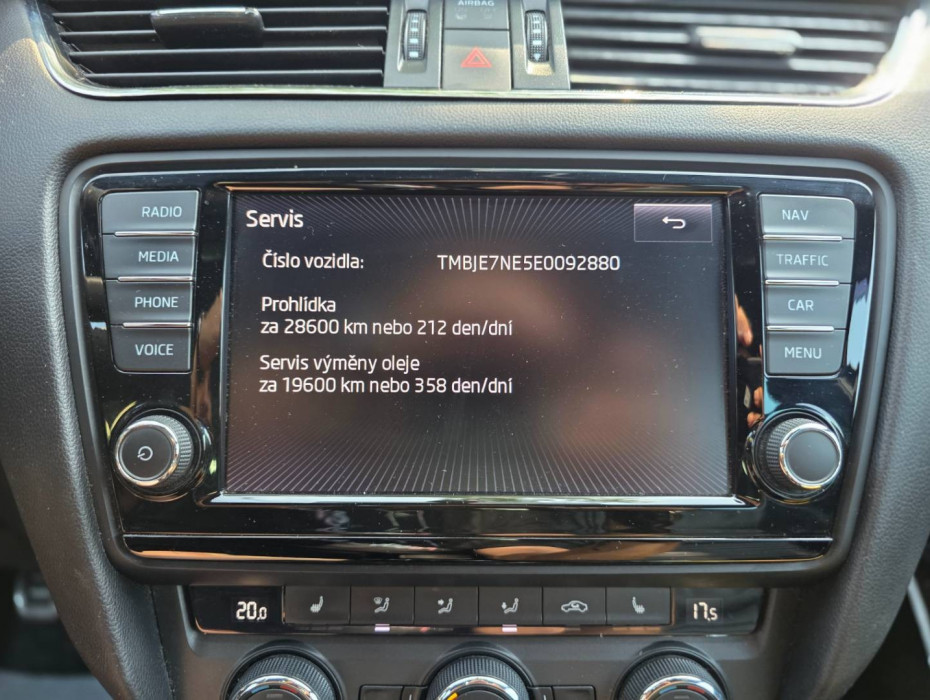 AIRBAG
RADIO
MEDIA
PHONE
VOICE
Servis
Číslo vozidla: TMBJE7NE5E0092880
Prohlídka
za 28600 km nebo 212 den/dní
Servis výměny oleje
za 19600 km nebo 358 den/dní
NAV
TRAFFIC
CAR
MENU
20,0
17,5